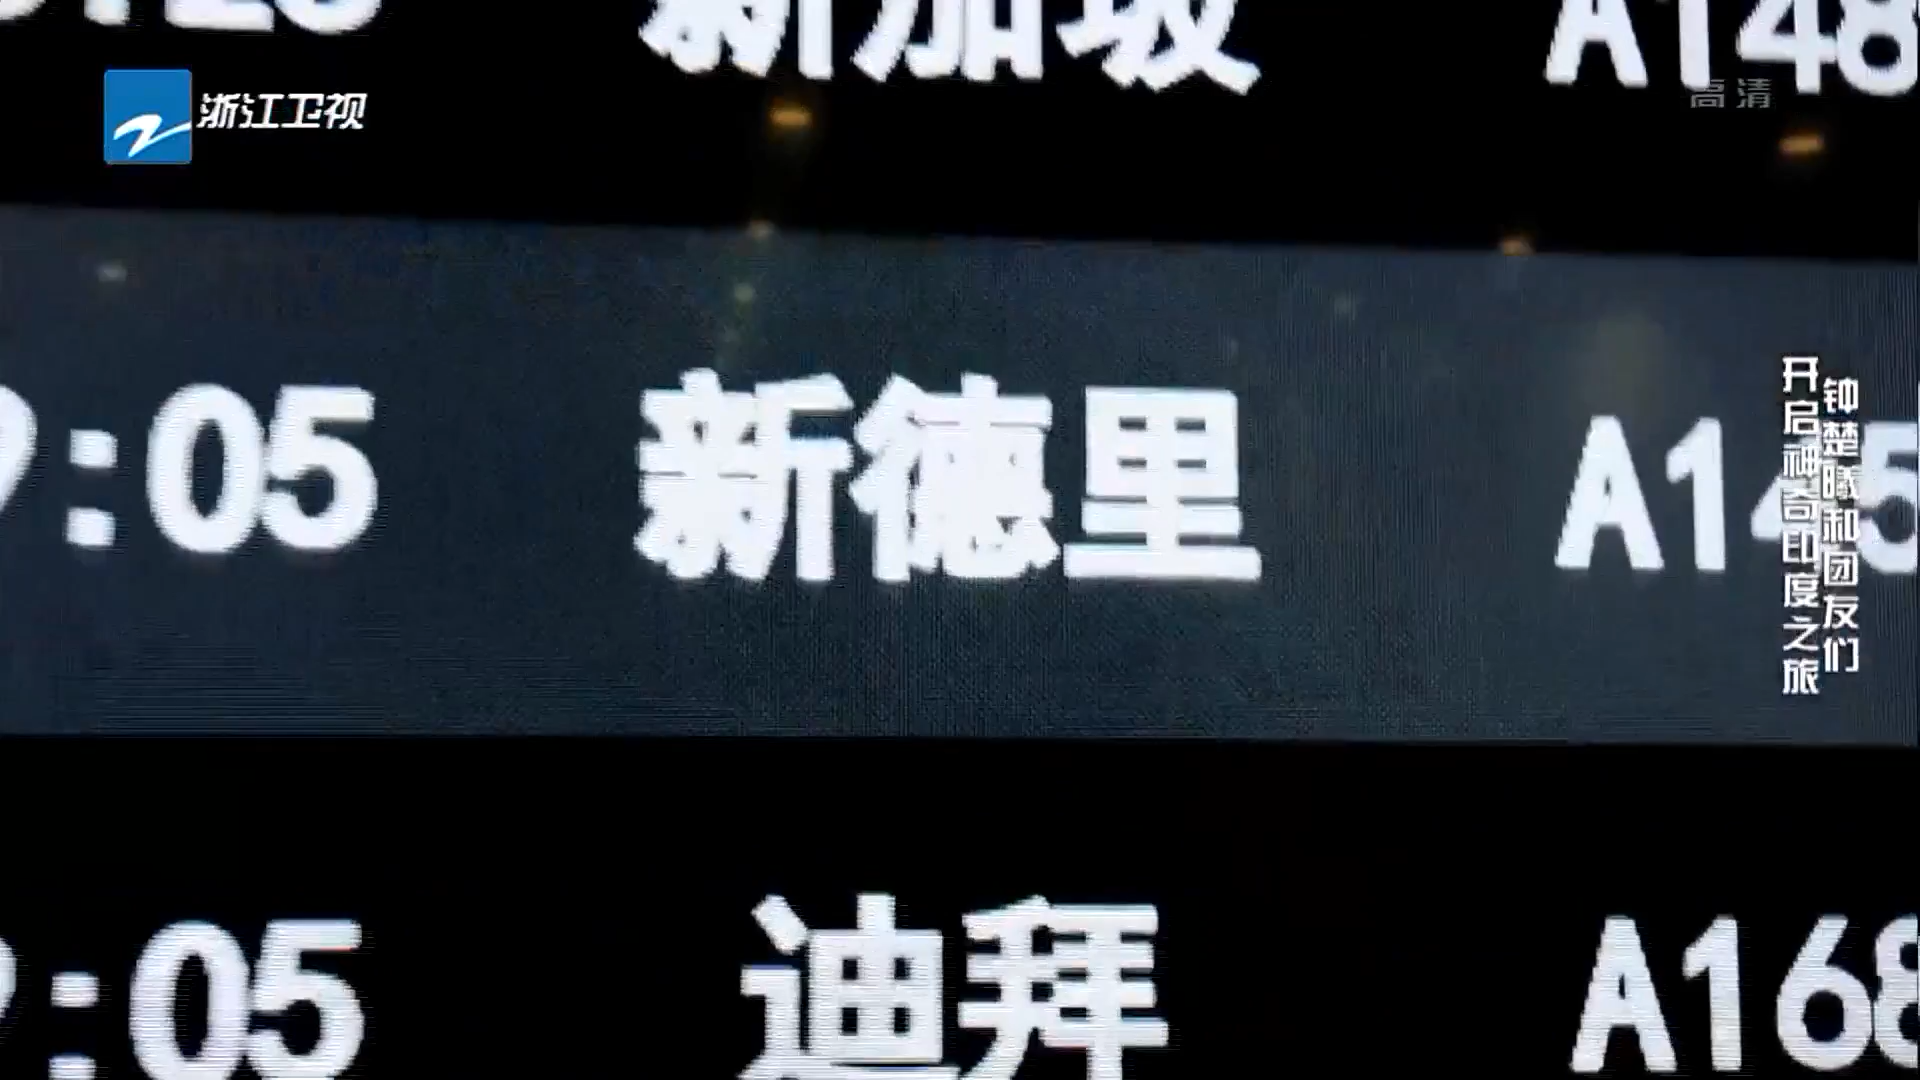 新加坡 A148
浙江卫视
高清
:05 新德里 A145
钟楚曦和团友们
开启神奇印度之旅
:05 迪拜 A168